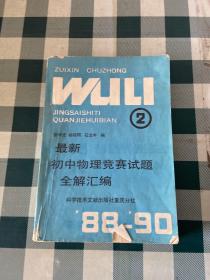 ZUIXIN CHUZHONG
WULI
JINGSAISHITI
QUANJIEHUIBIAN
2
编
最新
初中物理竞赛试题
全解汇编
科学技术文献出版社重庆分社
88-90